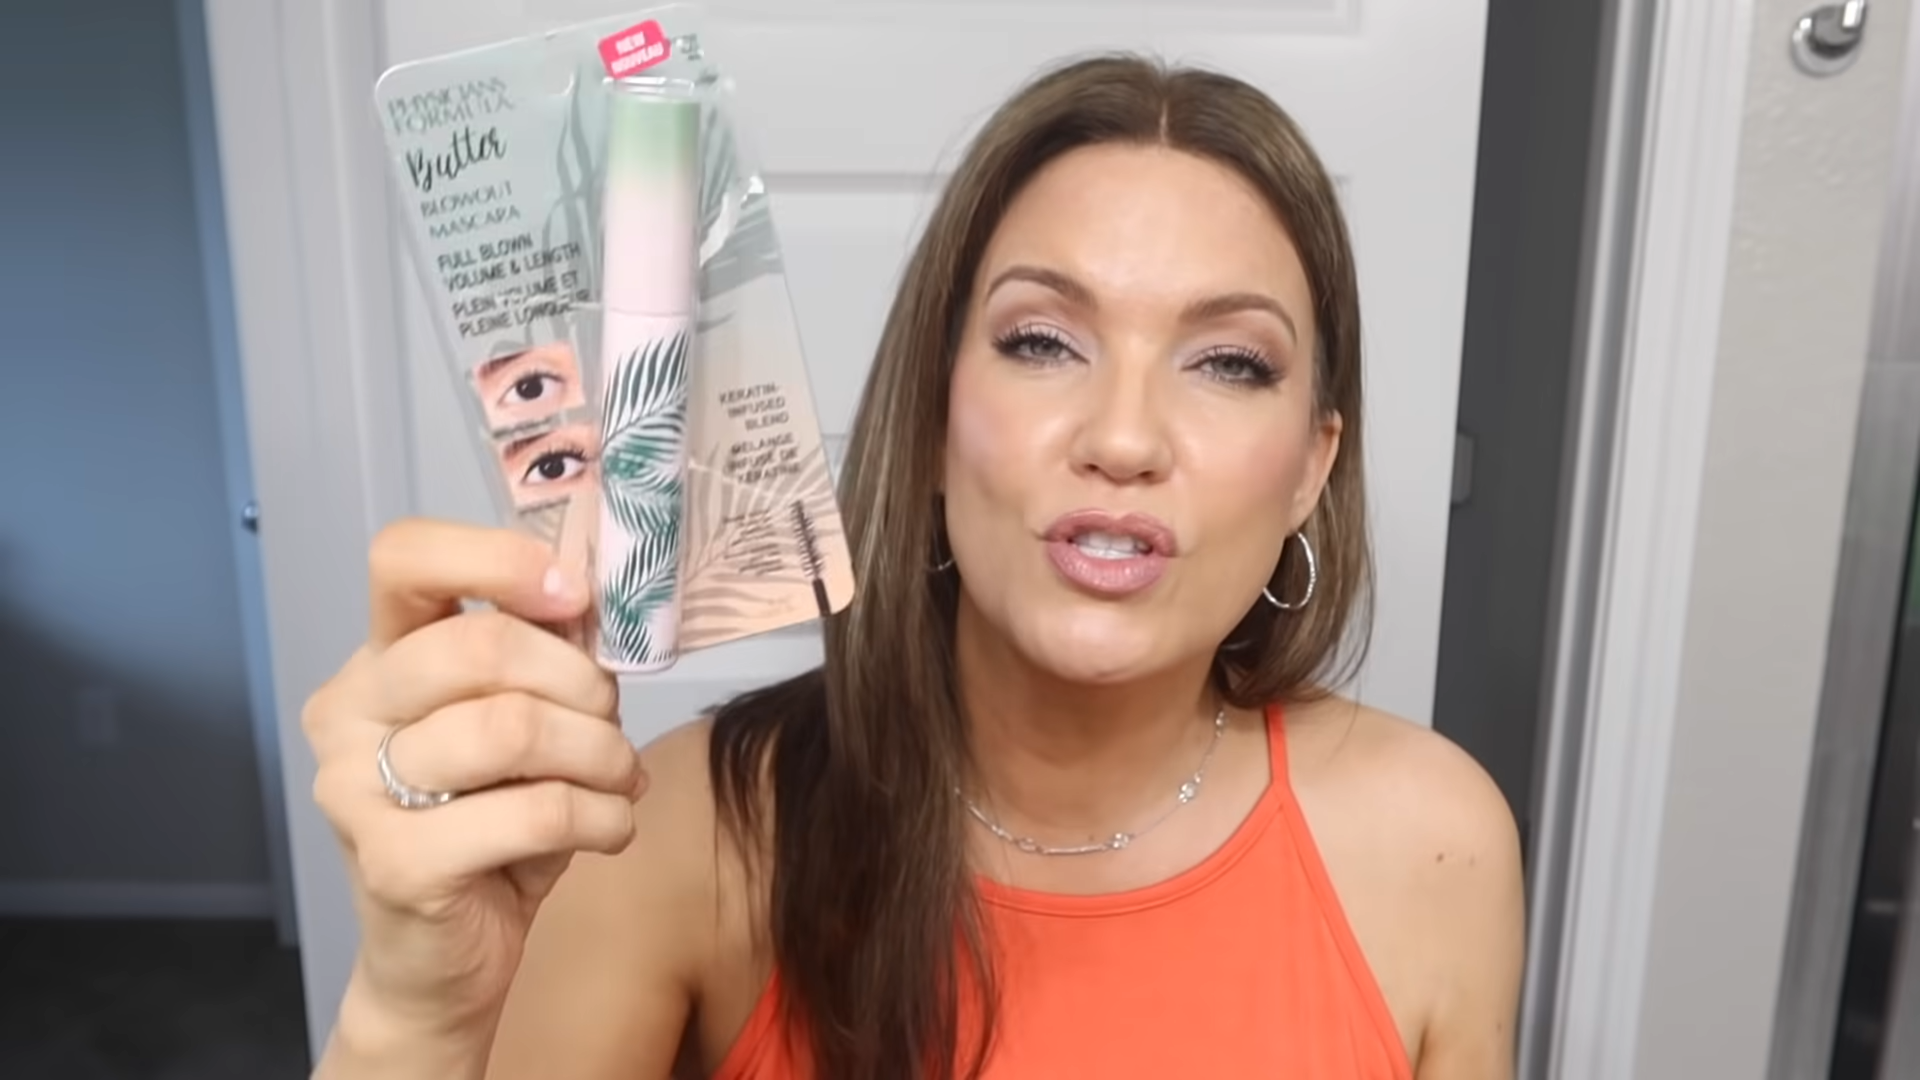 NEW
NOUVEAU
PHYSICIANS
FORMULA
Butter
BLOWOUT
MASCARA
FULL BLOWN
VOLUME & LENGTH
PLEIN VOLUME ET
PLEINE LONGUEUR
KERATIN-
INFUSED
BLEND
MÉLANGE
INFUSÉ DE
KÉRATINE